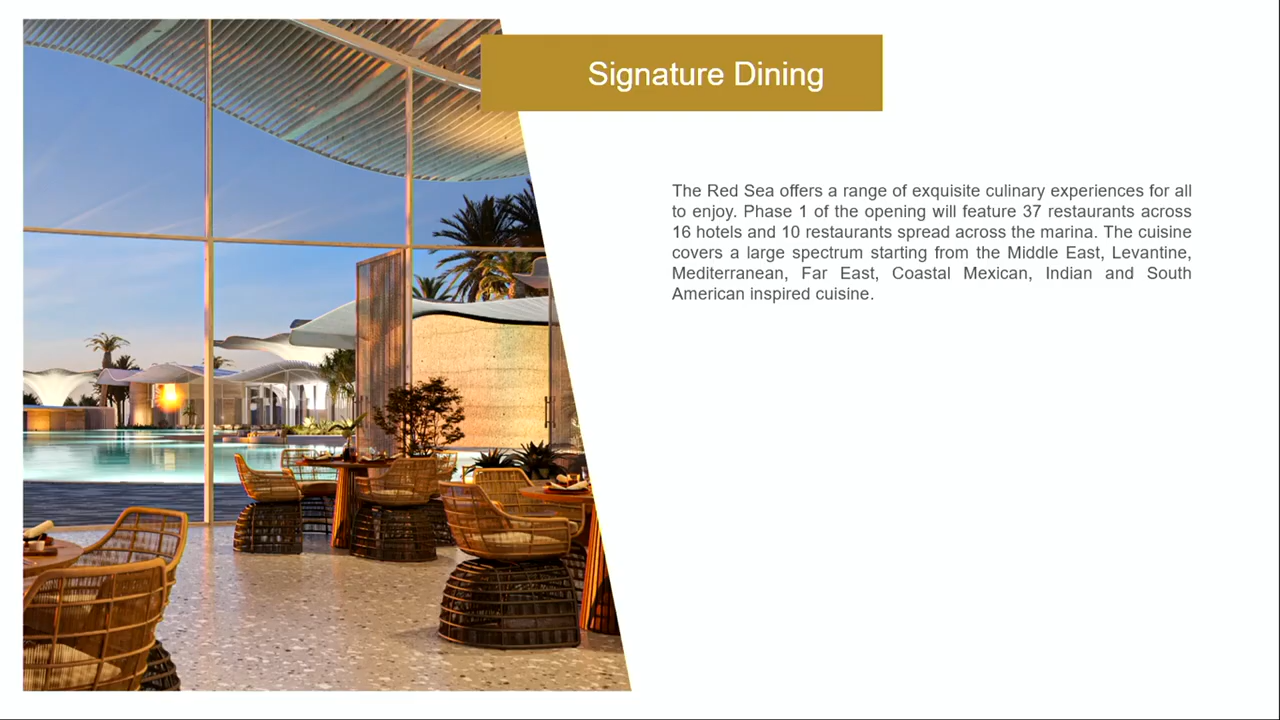 Signature Dining
The Red Sea offers a range of exquisite culinary experiences for all
to enjoy. Phase 1 of the opening will feature 37 restaurants across
16 hotels and 10 restaurants spread across the marina. The cuisine
covers a large spectrum starting from the Middle East, Levantine,
Mediterranean, Far East, Coastal Mexican, Indian and South
American inspired cuisine.